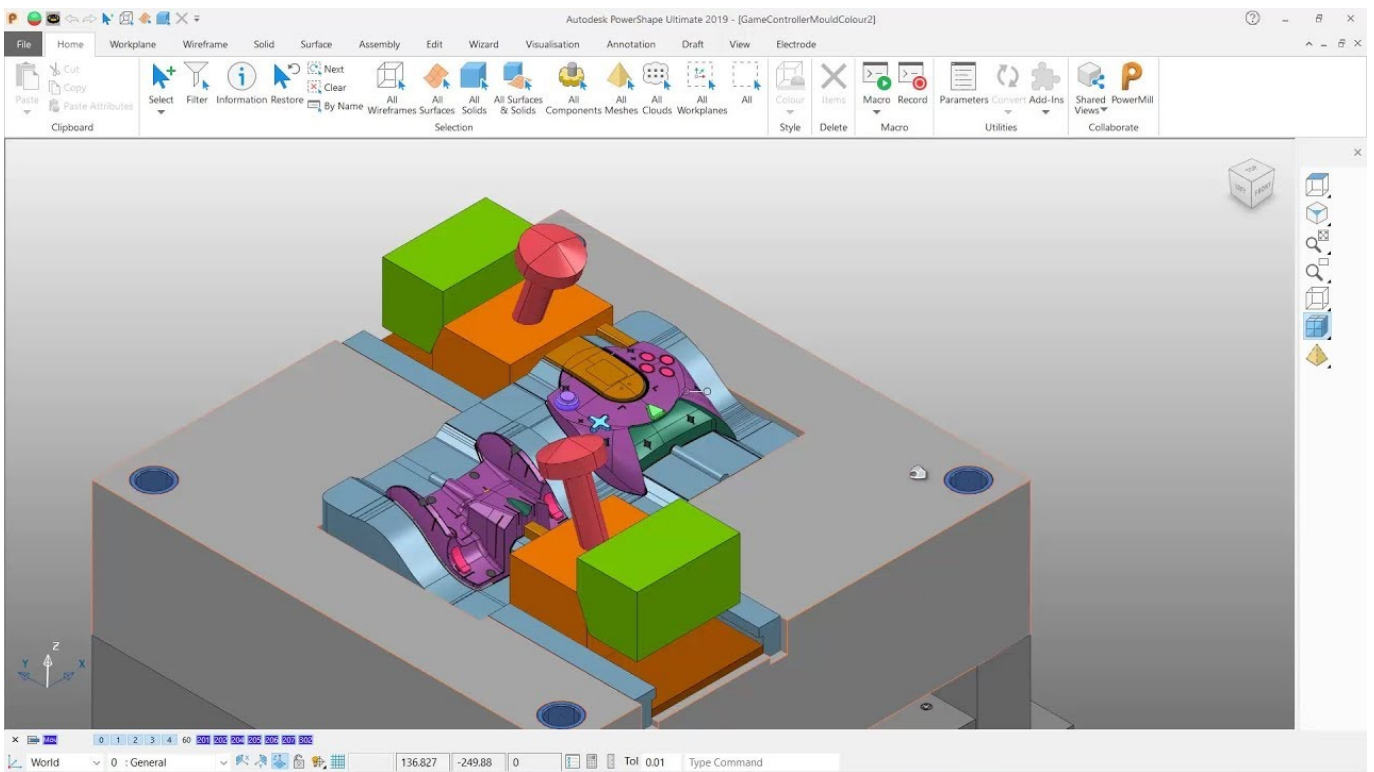 Autodesk PowerShape Ultimate 2019 - [GameControllerMouldColour2]
File Home Workplane Wireframe Solid Surface Assembly Edit Wizard Visualisation Annotation Draft View Electrode
Cut Next
Copy Clear
Paste Paste Attributes Select Filter Information Restore By Name All Wireframes All Surfaces All Solids All Surfaces & Solids All Components All Meshes All Clouds All Workplanes All Colour Items Macro Record Parameters Convert Add-Ins Shared Views PowerMill
Clipboard Selection Style Delete Macro Utilities Collaborate
TOP
LEFT FRONT
Z
Y X
0 1 2 3 4 60 201 203 204 205 206 207 302
World 0 : General 136.827 -249.88 0 Tol 0.01 Type Command